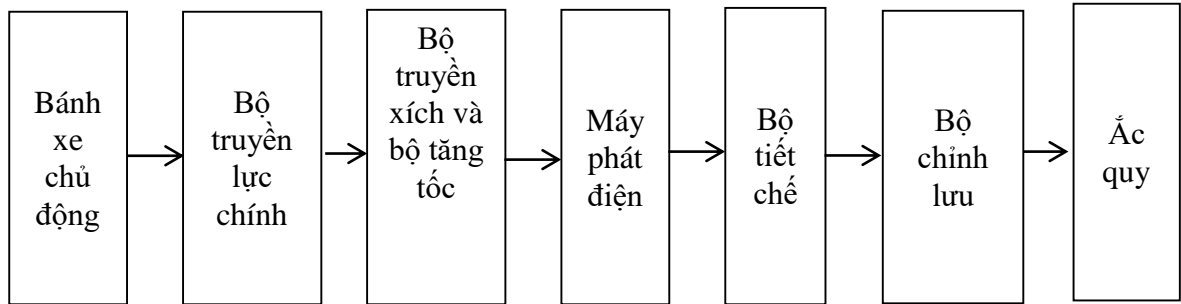 Bánh
xe
chủ
động
Bộ
truyền
lực
chính
Bộ
truyền
xích và
bộ tăng
tốc
Máy
phát
điện
Bộ
tiết
chế
Bộ
chỉnh
lưu
Ắc
quy